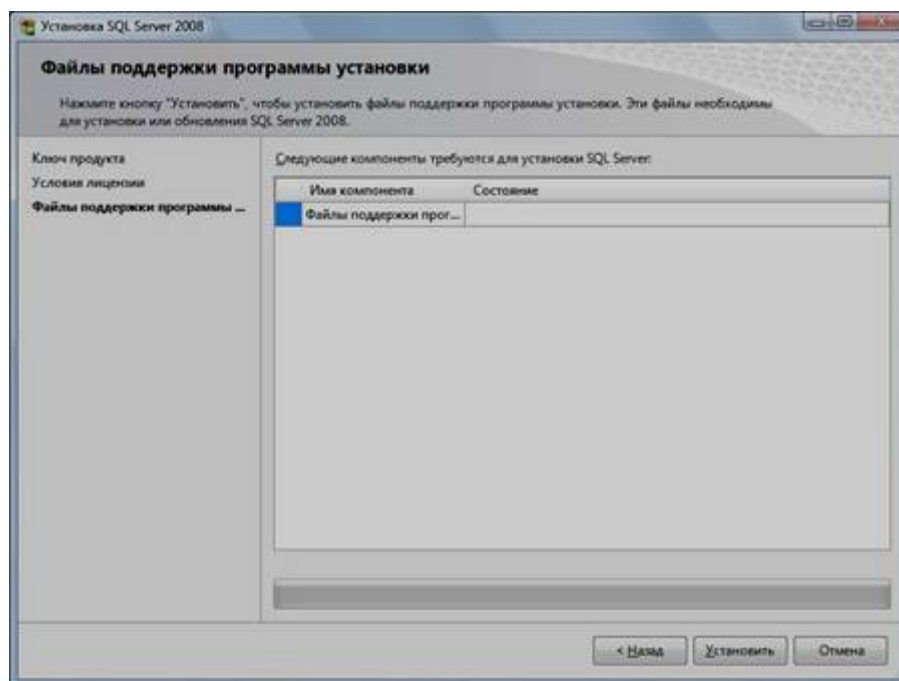 Установка SQL Server 2008
Файлы поддержки программы установки
Нажмите кнопку "Установить", чтобы установить файлы поддержки программы установки. Эти файлы необходимы
для установки или обновления SQL Server 2008.
Ключ продукта
Условия лицензии
Файлы поддержки программы ...
Следующие компоненты требуются для установки SQL Server:
Имя компонента Состояние
Файлы поддержки прог...
< Назад Установить Отмена